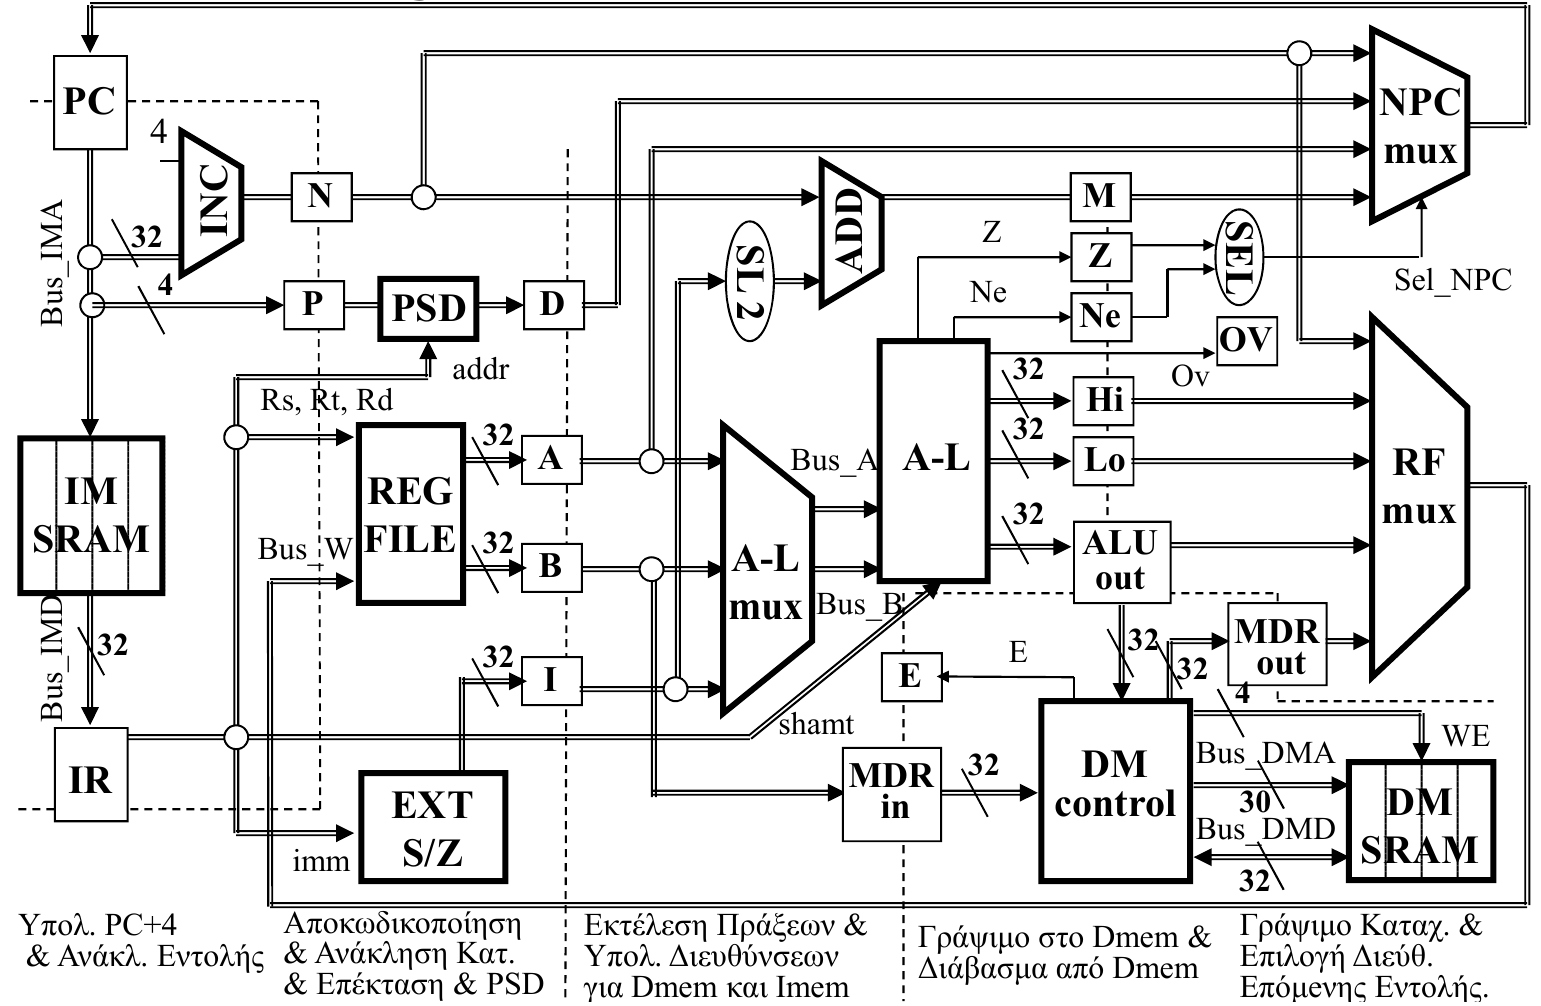 PC
4
INC
N
NPC
mux
Bus_IMA
32
4
P
PSD
D
addr
SL 2
ADD
M
Z
Z
SEL
Ne
Ne
Sel_NPC
OV
Ov
Rs, Rt, Rd
32
Hi
32
Lo
32
ALU
out
A-L
RF
mux
IM
SRAM
REG
FILE
32
A
32
B
Bus_W
A-L
mux
Bus_A
Bus_B
Bus_IMD
32
32
I
shamt
E
E
32
32
MDR
out
4
WE
IR
EXT
S/Z
imm
MDR
in
32
DM
control
Bus_DMA
30
Bus_DMD
32
DM
SRAM
Υπολ. PC+4
& Ανάκλ. Εντολής
Αποκωδικοποίηση
& Ανάκληση Κατ.
& Επέκταση & PSD
Εκτέλεση Πράξεων &
Υπολ. Διευθύνσεων
για Dmem και Imem
Γράψιμο στο Dmem &
Διάβασμα από Dmem
Γράψιμο Καταχ. &
Επιλογή Διεύθ.
Επόμενης Εντολής.